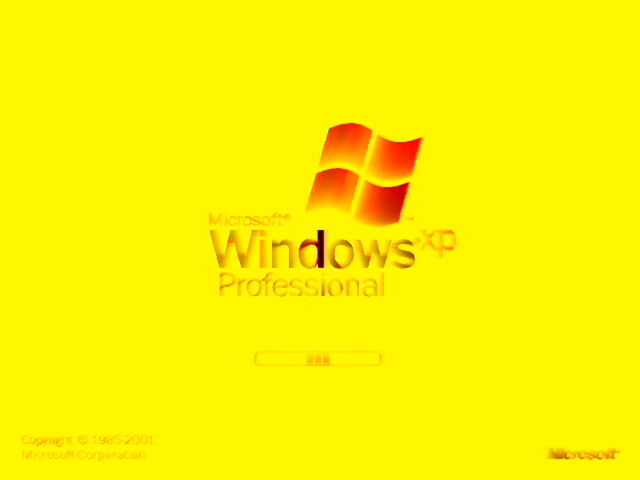 Microsoft®
Windows xp
Professional
Copyright © 1985-2001
Microsoft Corporation
Microsoft